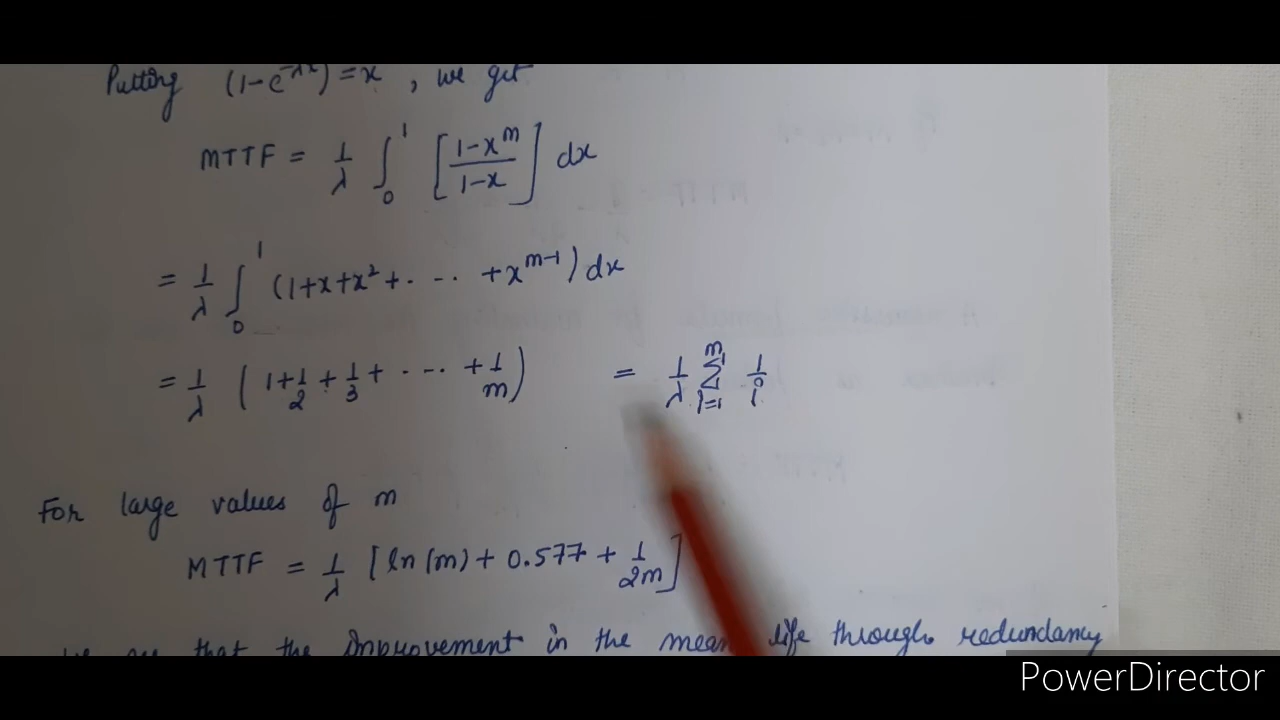 Putting (1-e^-λx) = x , we get
MTTF = 1/λ ∫₀¹ [(1-x^m)/(1-x)] dx
= 1/λ ∫₀¹ (1+x+x²+ . - .. +x^(m-1)) dx
= 1/λ (1+1/2+1/3+ . - .. +1/m) = 1/λ Σ_{i=1}^{m} 1/i
For large values of m
MTTF = 1/λ [ln(m) + 0.577 + 1/2m]
that the improvement in the mean life through redundancy
PowerDirector